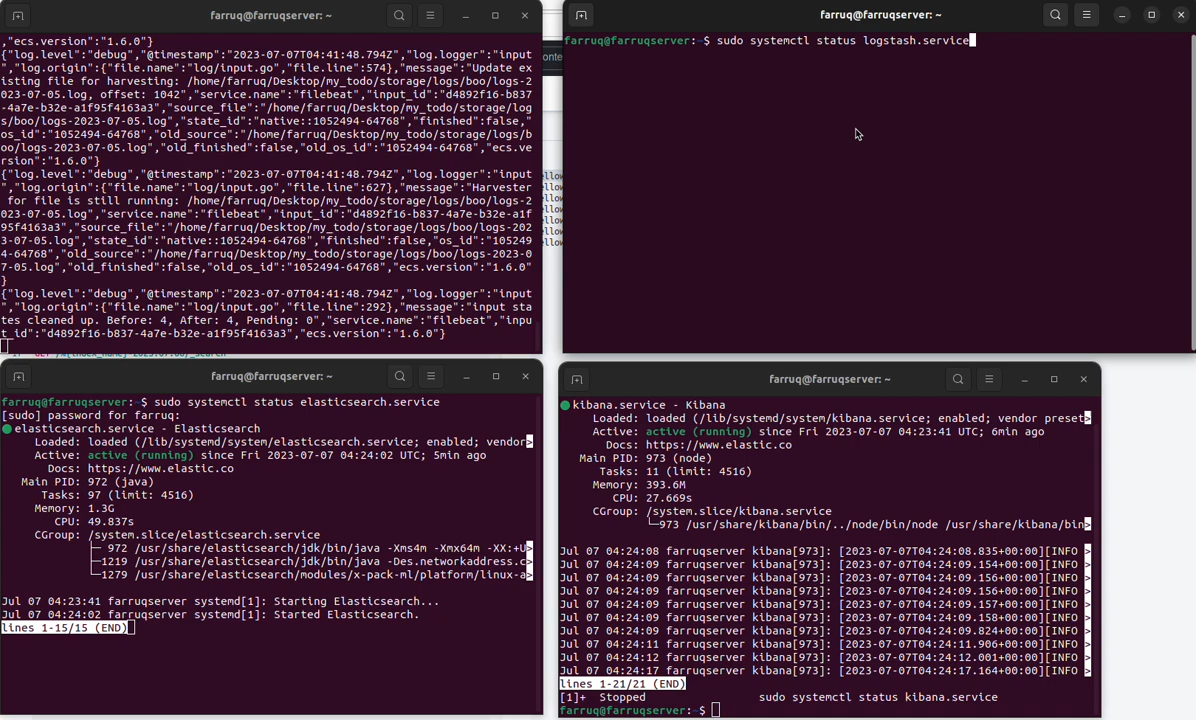 farruq@farruqserver: ~
,"ecs.version":"1.6.0"}
{"log.level":"debug","@timestamp":"2023-07-07T04:41:48.794Z","log.logger":"input
","log.origin":{"file.name":"log/input.go","file.line":574},"message":"Update ex
isting file for harvesting: /home/farruq/Desktop/my_todo/storage/logs/boo/logs-2
023-07-05.log, offset: 1042","service.name":"filebeat","input_id":"d4892f16-b837
-4a7e-b32e-a1f95f4163a3","source_file":"/home/farruq/Desktop/my_todo/storage/log
s/boo/logs-2023-07-05.log","state_id":"native::1052494-64768","finished":false,"
os_id":"1052494-64768","old_source":"/home/farruq/Desktop/my_todo/storage/logs/b
oo/logs-2023-07-05.log","old_finished":false,"old_os_id":"1052494-64768","ecs.ve
rsion":"1.6.0"}
{"log.level":"debug","@timestamp":"2023-07-07T04:41:48.794Z","log.logger":"input
","log.origin":{"file.name":"log/input.go","file.line":627},"message":"Harvester
 for file is still running: /home/farruq/Desktop/my_todo/storage/logs/boo/logs-2
023-07-05.log","service.name":"filebeat","input_id":"d4892f16-b837-4a7e-b32e-a1f
95f4163a3","source_file":"/home/farruq/Desktop/my_todo/storage/logs/boo/logs-202
3-07-05.log","state_id":"native::1052494-64768","finished":false,"os_id":"105249
4-64768","old_source":"/home/farruq/Desktop/my_todo/storage/logs/boo/logs-2023-0
7-05.log","old_finished":false,"old_os_id":"1052494-64768","ecs.version":"1.6.0"
}
{"log.level":"debug","@timestamp":"2023-07-07T04:41:48.794Z","log.logger":"input
","log.origin":{"file.name":"log/input.go","file.line":292},"message":"input sta
tes cleaned up. Before: 4, After: 4, Pending: 0","service.name":"filebeat","inpu
t_id":"d4892f16-b837-4a7e-b32e-a1f95f4163a3","ecs.version":"1.6.0"}
farruq@farruqserver: ~
farruq@farruqserver:~$ sudo systemctl status logstash.service
onte
ellow
ellow
ellow
ellow
ellow
ellow
ellow
farruq@farruqserver: ~
farruq@farruqserver:~$ sudo systemctl status elasticsearch.service
[sudo] password for farruq:
● elasticsearch.service - Elasticsearch
     Loaded: loaded (/lib/systemd/system/elasticsearch.service; enabled; vendor>
     Active: active (running) since Fri 2023-07-07 04:24:02 UTC; 5min ago
       Docs: https://www.elastic.co
   Main PID: 972 (java)
      Tasks: 97 (limit: 4516)
     Memory: 1.3G
        CPU: 49.837s
     CGroup: /system.slice/elasticsearch.service
             ├─ 972 /usr/share/elasticsearch/jdk/bin/java -Xms4m -Xmx64m -XX:+U>
             ├─1219 /usr/share/elasticsearch/jdk/bin/java -Des.networkaddress.c>
             └─1279 /usr/share/elasticsearch/modules/x-pack-ml/platform/linux-a>
Jul 07 04:23:41 farruqserver systemd[1]: Starting Elasticsearch...
Jul 07 04:24:02 farruqserver systemd[1]: Started Elasticsearch.
lines 1-15/15 (END)
farruq@farruqserver: ~
● kibana.service - Kibana
     Loaded: loaded (/lib/systemd/system/kibana.service; enabled; vendor preset>
     Active: active (running) since Fri 2023-07-07 04:23:41 UTC; 6min ago
       Docs: https://www.elastic.co
   Main PID: 973 (node)
      Tasks: 11 (limit: 4516)
     Memory: 393.6M
        CPU: 27.669s
     CGroup: /system.slice/kibana.service
             └─973 /usr/share/kibana/bin/../node/bin/node /usr/share/kibana/bin>
Jul 07 04:24:08 farruqserver kibana[973]: [2023-07-07T04:24:08.835+00:00][INFO >
Jul 07 04:24:09 farruqserver kibana[973]: [2023-07-07T04:24:09.154+00:00][INFO >
Jul 07 04:24:09 farruqserver kibana[973]: [2023-07-07T04:24:09.156+00:00][INFO >
Jul 07 04:24:09 farruqserver kibana[973]: [2023-07-07T04:24:09.156+00:00][INFO >
Jul 07 04:24:09 farruqserver kibana[973]: [2023-07-07T04:24:09.157+00:00][INFO >
Jul 07 04:24:09 farruqserver kibana[973]: [2023-07-07T04:24:09.158+00:00][INFO >
Jul 07 04:24:09 farruqserver kibana[973]: [2023-07-07T04:24:09.824+00:00][INFO >
Jul 07 04:24:11 farruqserver kibana[973]: [2023-07-07T04:24:11.906+00:00][INFO >
Jul 07 04:24:12 farruqserver kibana[973]: [2023-07-07T04:24:12.001+00:00][INFO >
Jul 07 04:24:17 farruqserver kibana[973]: [2023-07-07T04:24:17.164+00:00][INFO >
lines 1-21/21 (END)
[1]+  Stopped                 sudo systemctl status kibana.service
farruq@farruqserver:~$